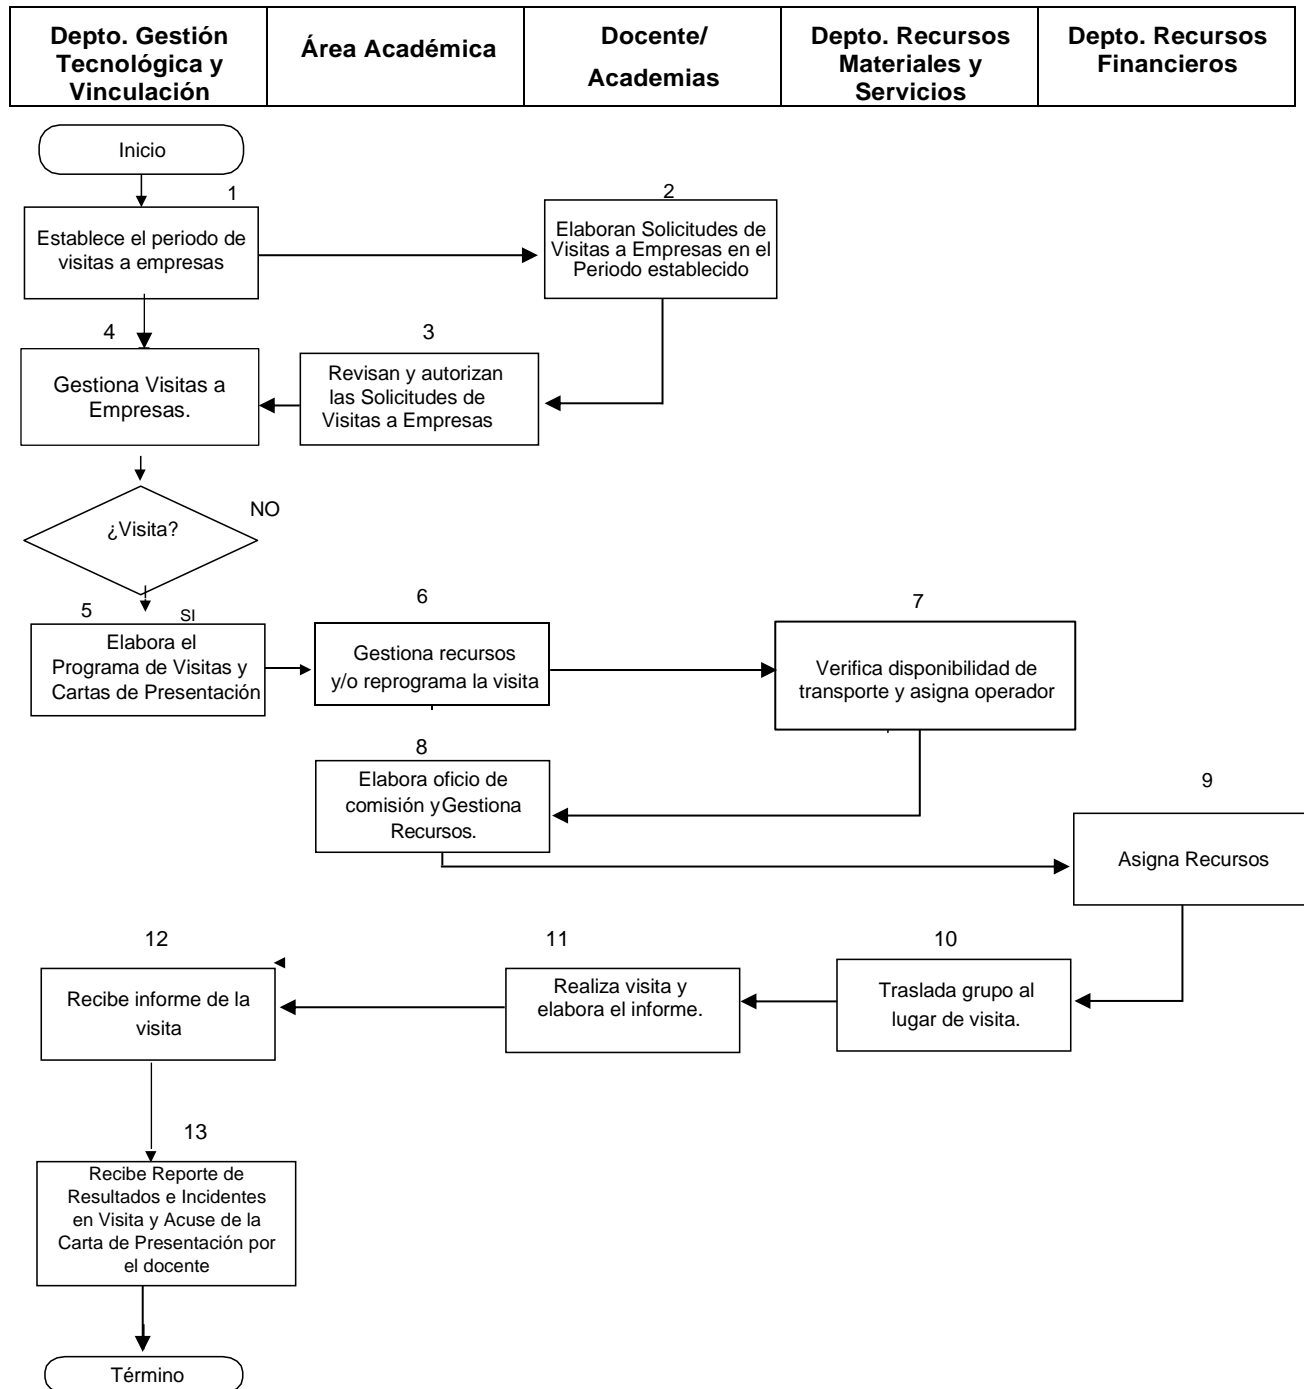 Depto. Gestión
Tecnológica y
Vinculación
Área Académica
Docente/
Academias
Depto. Recursos
Materiales y
Servicios
Depto. Recursos
Financieros
Inicio
1
Establece el periodo de
visitas a empresas
2
Elaboran Solicitudes de
Visitas a Empresas en el
Periodo establecido
4
Gestiona Visitas a
Empresas.
3
Revisan y autorizan
las Solicitudes de
Visitas a Empresas
¿Visita?
NO
SI
5
Elabora el
Programa de Visitas y
Cartas de Presentación
6
Gestiona recursos
y/o reprograma la visita
7
Verifica disponibilidad de
transporte y asigna operador
8
Elabora oficio de
comisión yGestiona
Recursos.
9
Asigna Recursos
12
Recibe informe de la
visita
11
Realiza visita y
elabora el informe.
10
Traslada grupo al
lugar de visita.
13
Recibe Reporte de
Resultados e Incidentes
en Visita y Acuse de la
Carta de Presentación por
el docente
Término